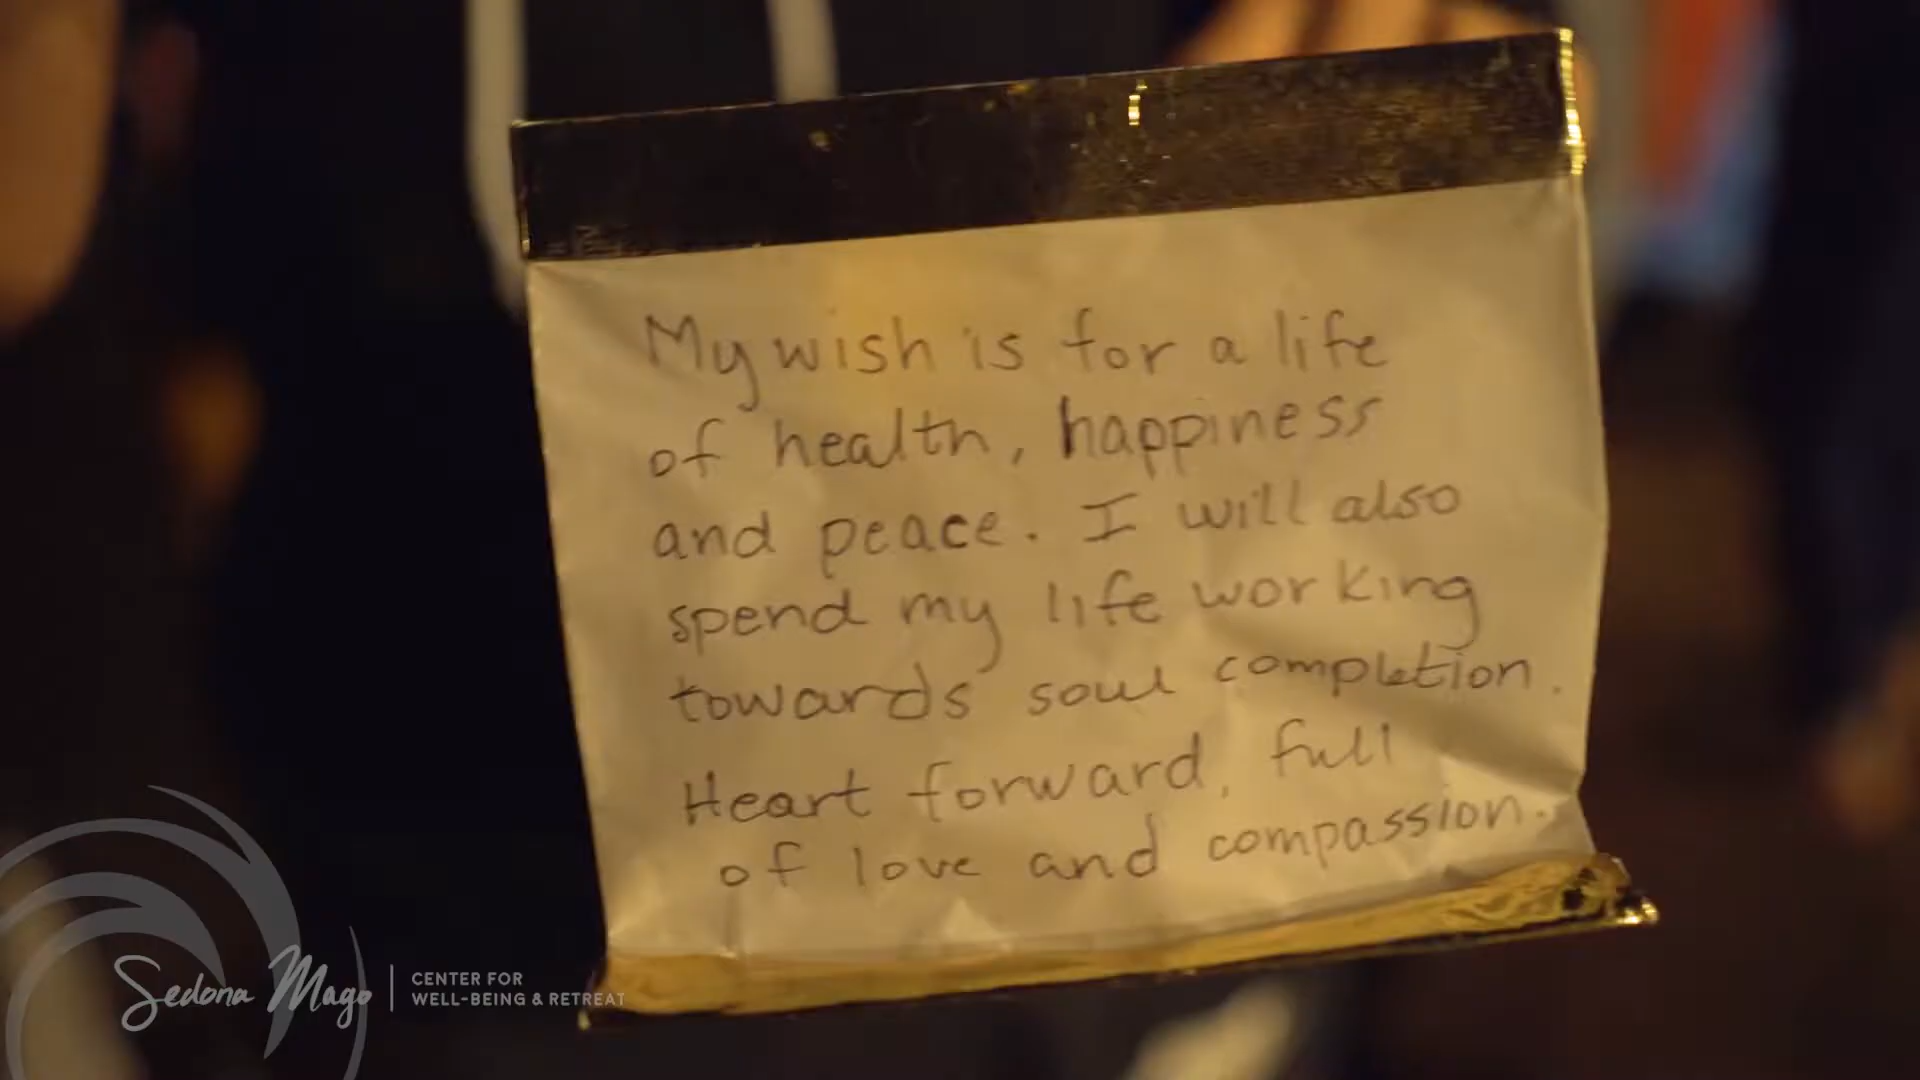 My wish is for a life
of health, happiness
and peace. I will also
spend my life working
towards soul completion.
Heart forward, full
of love and compassion.
Sedona Mago
CENTER FOR
WELL-BEING & RETREAT